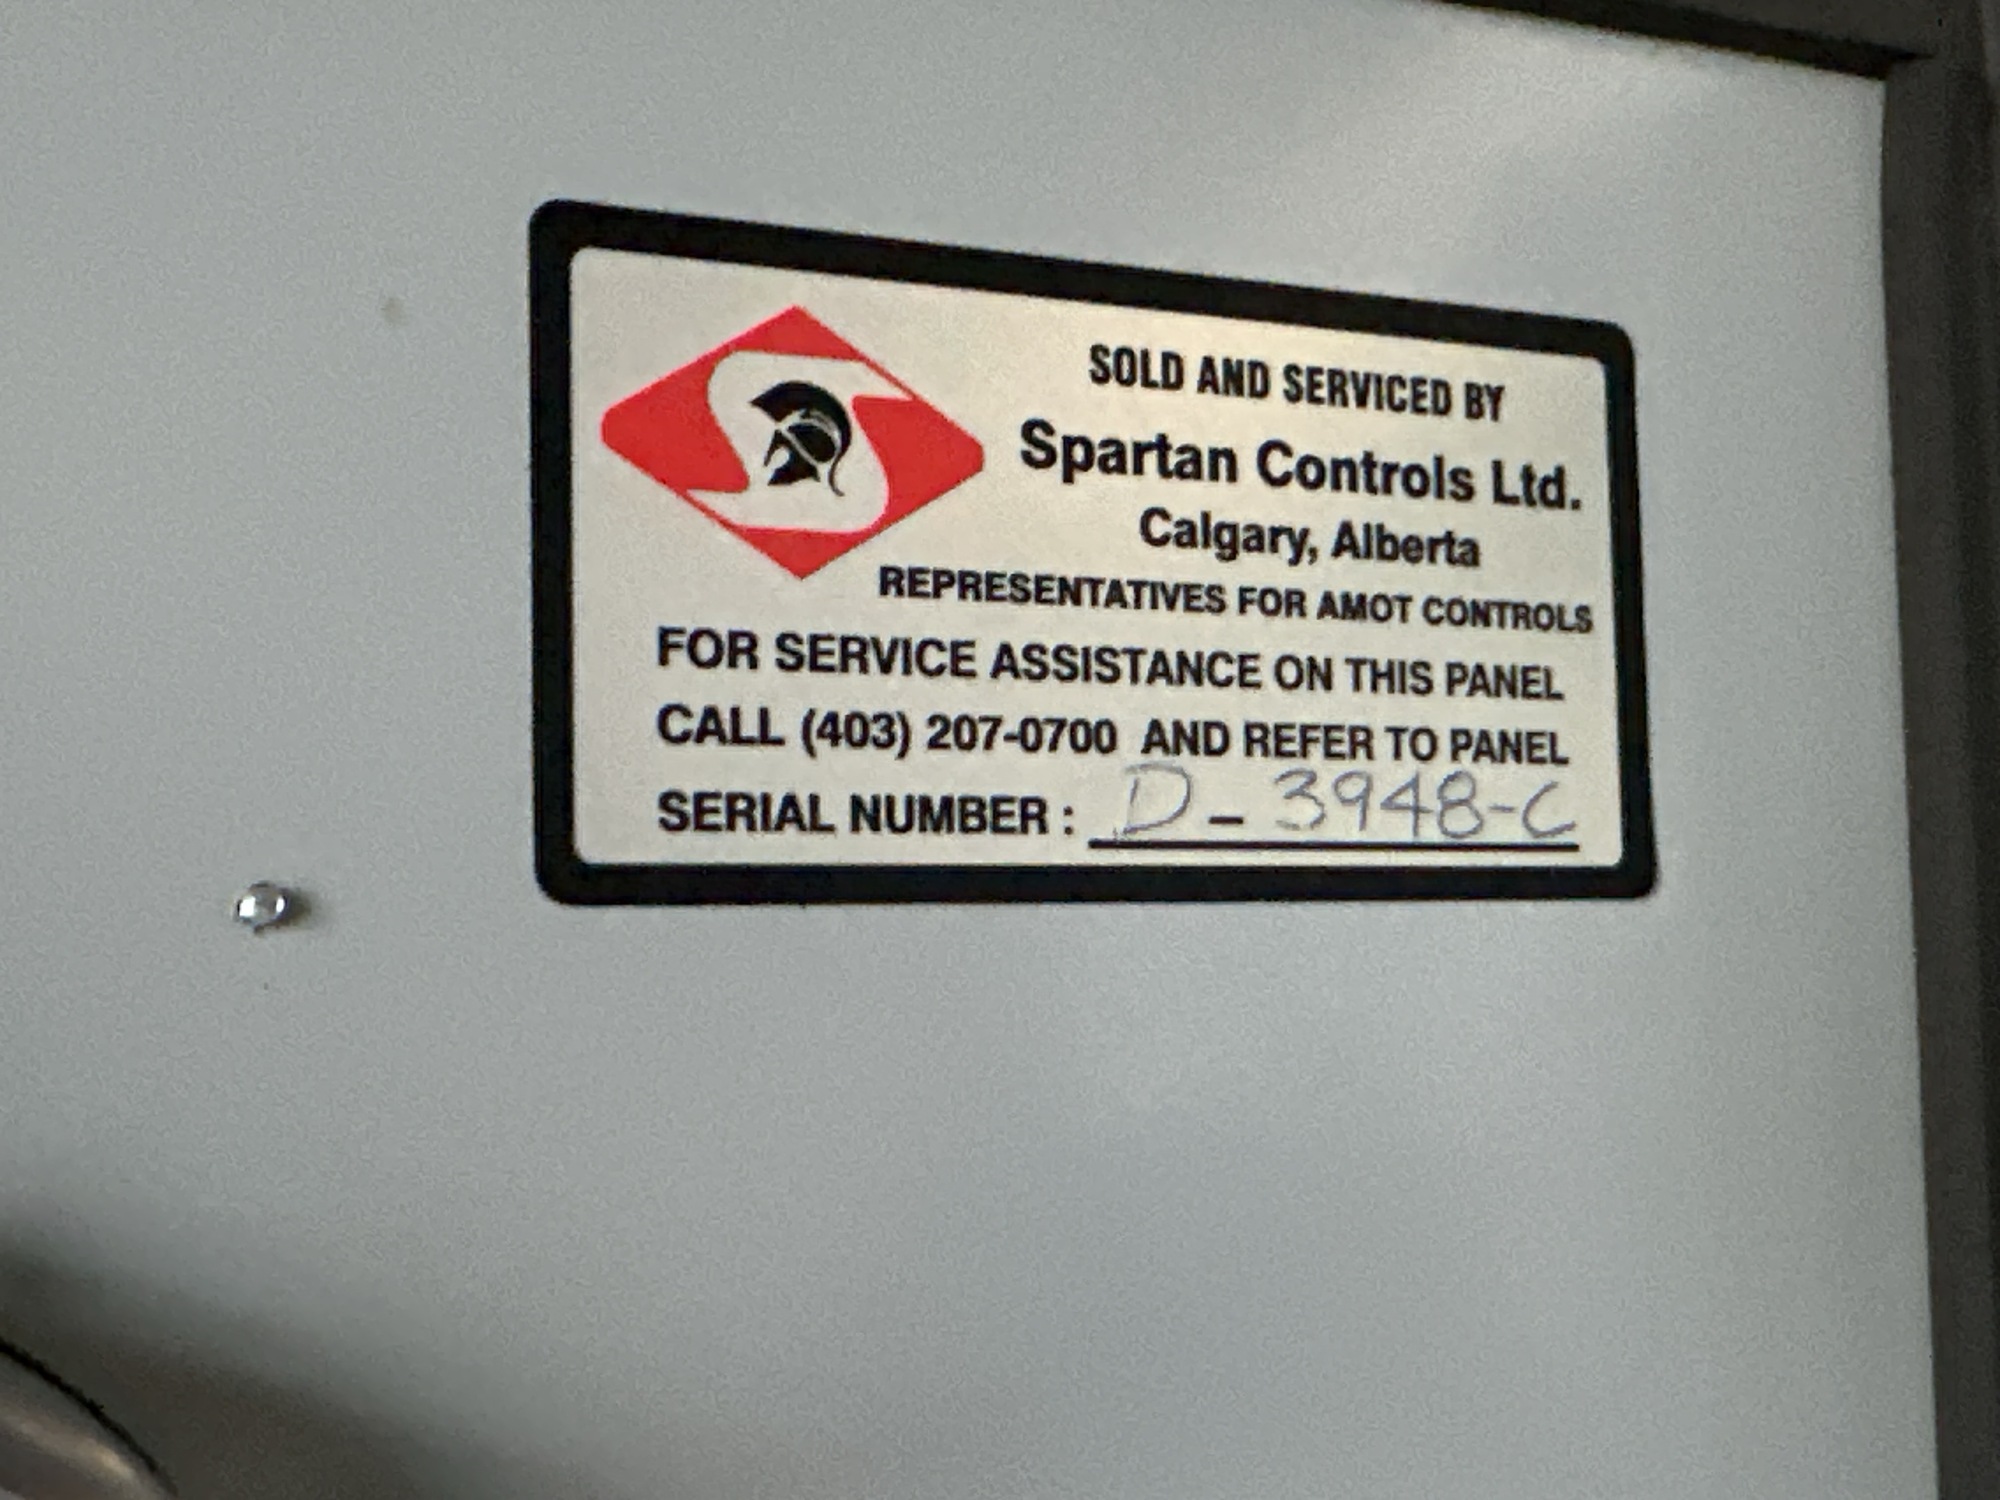 SOLD AND SERVICED BY
Spartan Controls Ltd.
Calgary, Alberta
REPRESENTATIVES FOR AMOT CONTROLS
FOR SERVICE ASSISTANCE ON THIS PANEL
CALL (403) 207-0700 AND REFER TO PANEL
SERIAL NUMBER : D - 3948-C